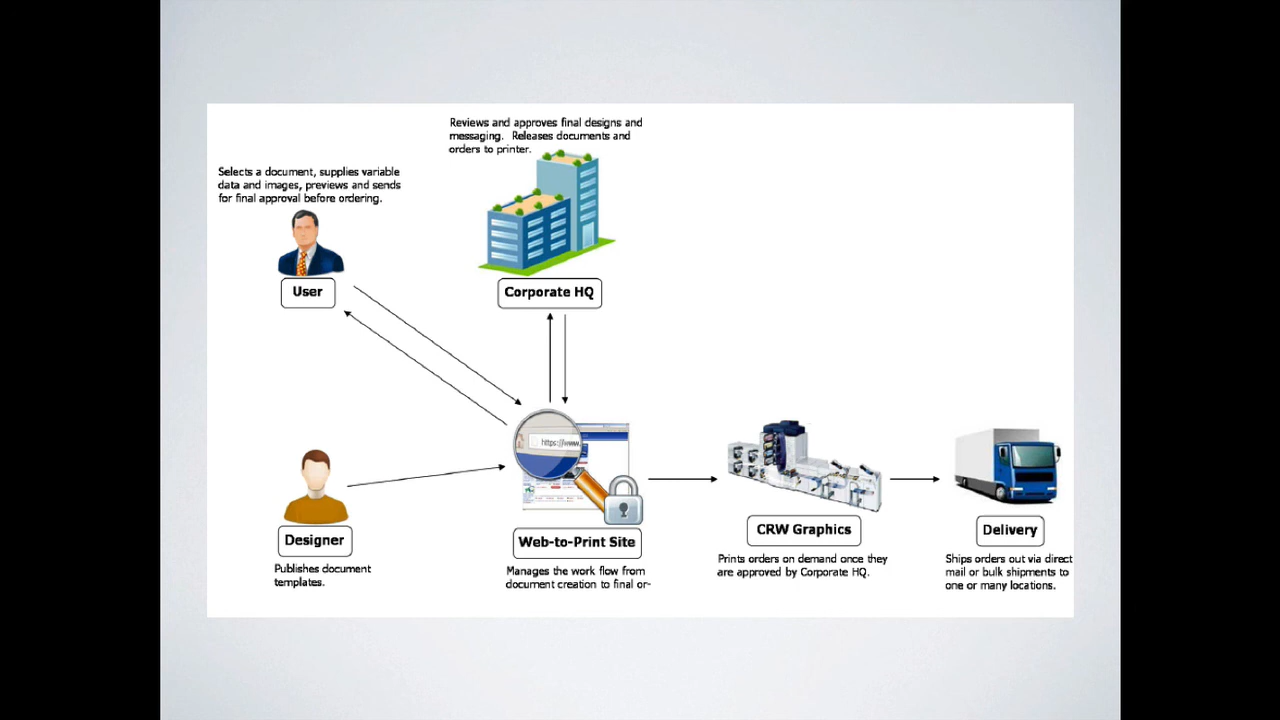 Reviews and approves final designs and
messaging. Releases documents and
orders to printer.
Selects a document, supplies variable
data and images, previews and sends
for final approval before ordering.
User
Corporate HQ
https://www.
Designer
Publishes document
templates.
Web-to-Print Site
Manages the work flow from
document creation to final or-
CRW Graphics
Prints orders on demand once they
are approved by Corporate HQ.
Delivery
Ships orders out via direct
mail or bulk shipments to
one or many locations.